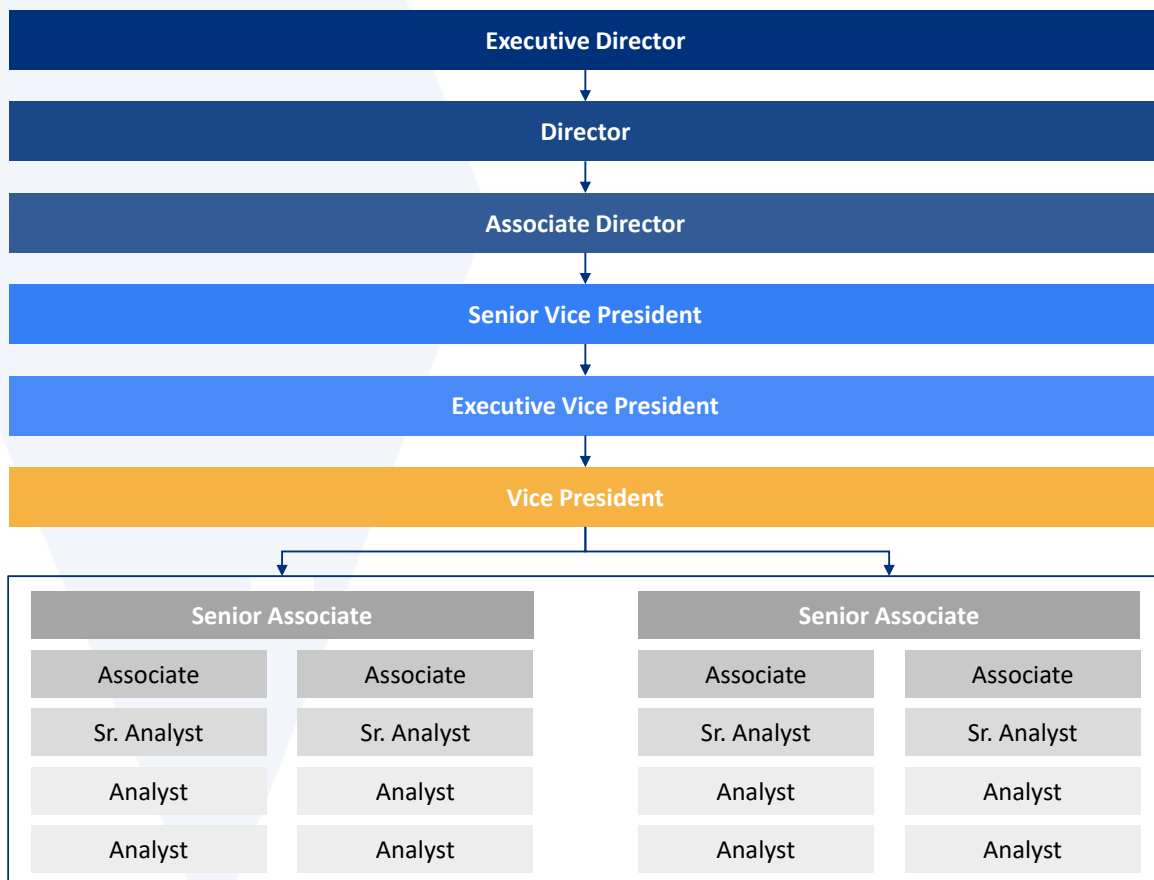 Executive Director
Director
Associate Director
Senior Vice President
Executive Vice President
Vice President
Senior Associate
Senior Associate
Associate
Associate
Associate
Associate
Sr. Analyst
Sr. Analyst
Sr. Analyst
Sr. Analyst
Analyst
Analyst
Analyst
Analyst
Analyst
Analyst
Analyst
Analyst